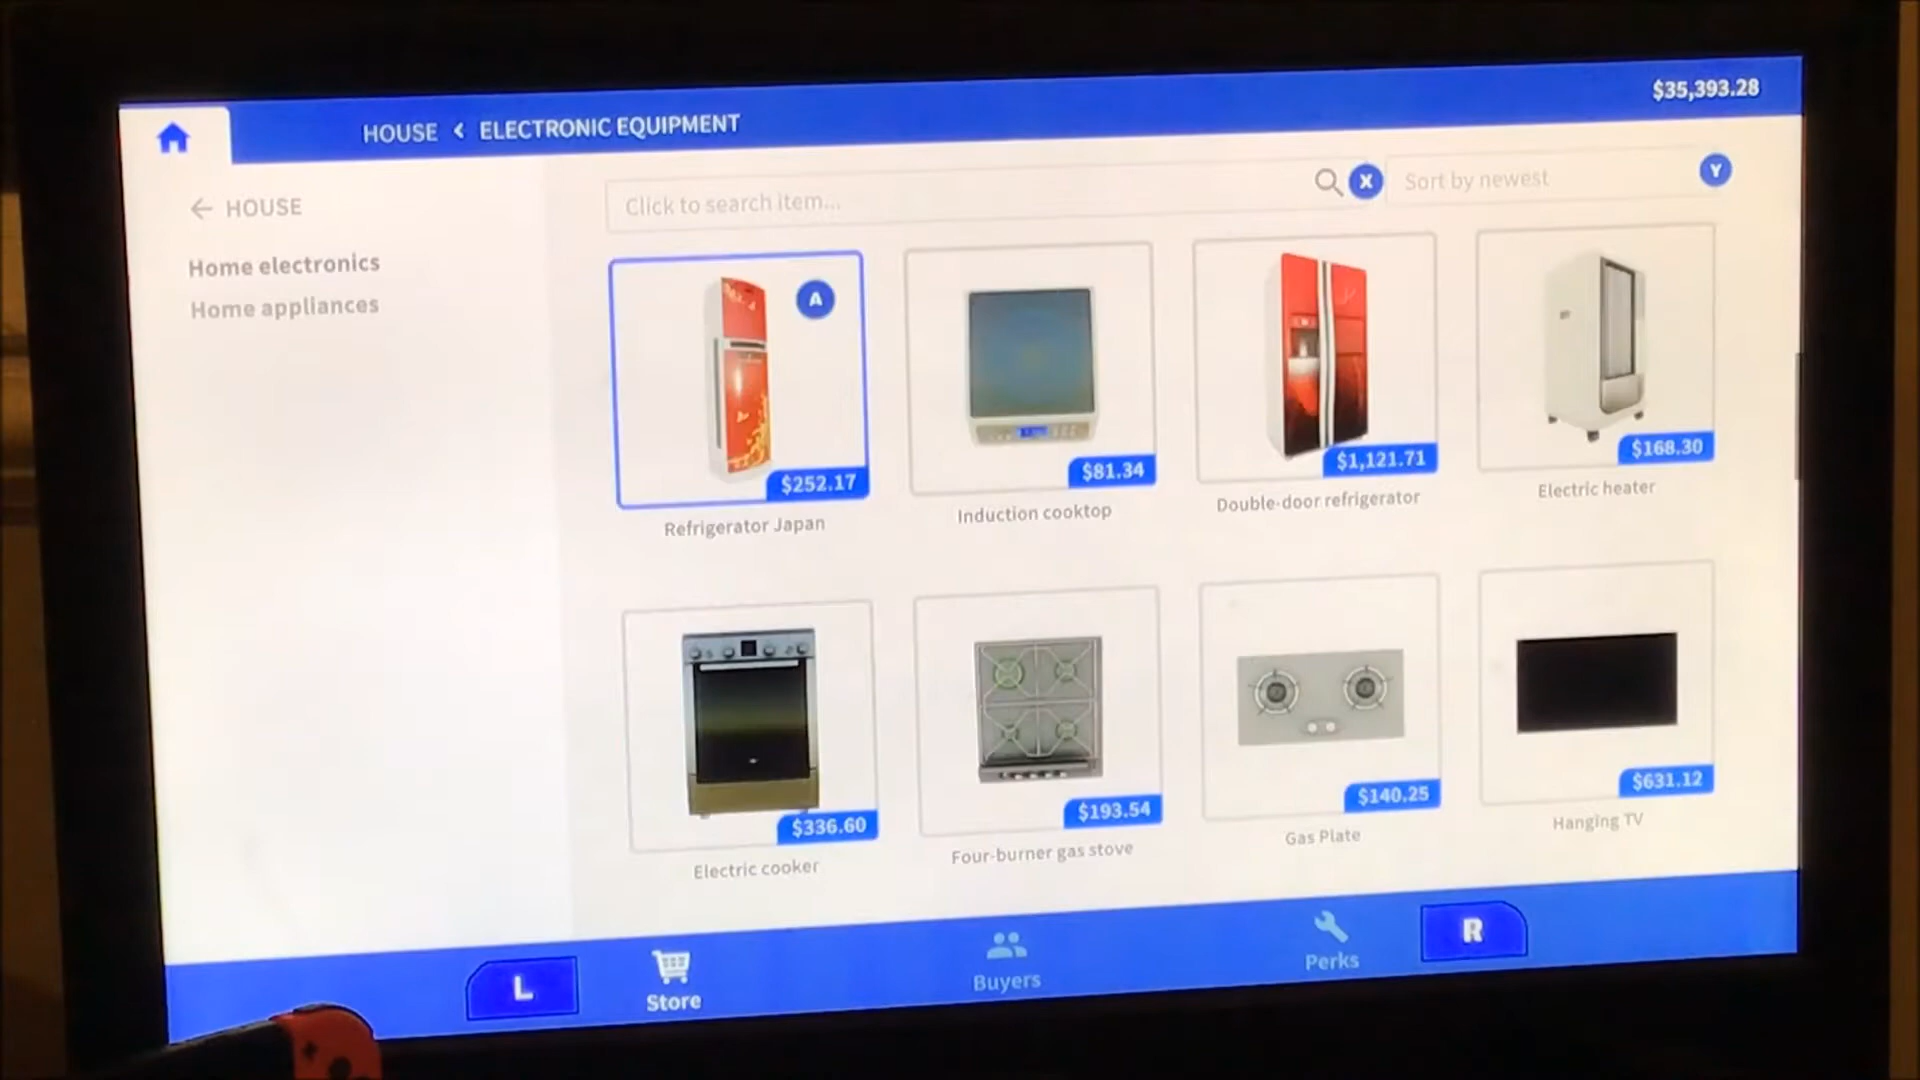 $35,393.28
HOUSE < ELECTRONIC EQUIPMENT
HOUSE
Click to search item...
X
Sort by newest
Y
Home electronics
Home appliances
A
$252.17
$81.34
$1,121.71
$168.30
Refrigerator Japan
Induction cooktop
Double-door refrigerator
Electric heater
$336.60
$193.54
$140.25
$631.12
Electric cooker
Four-burner gas stove
Gas Plate
Hanging TV
L
Store
Buyers
Perks
R